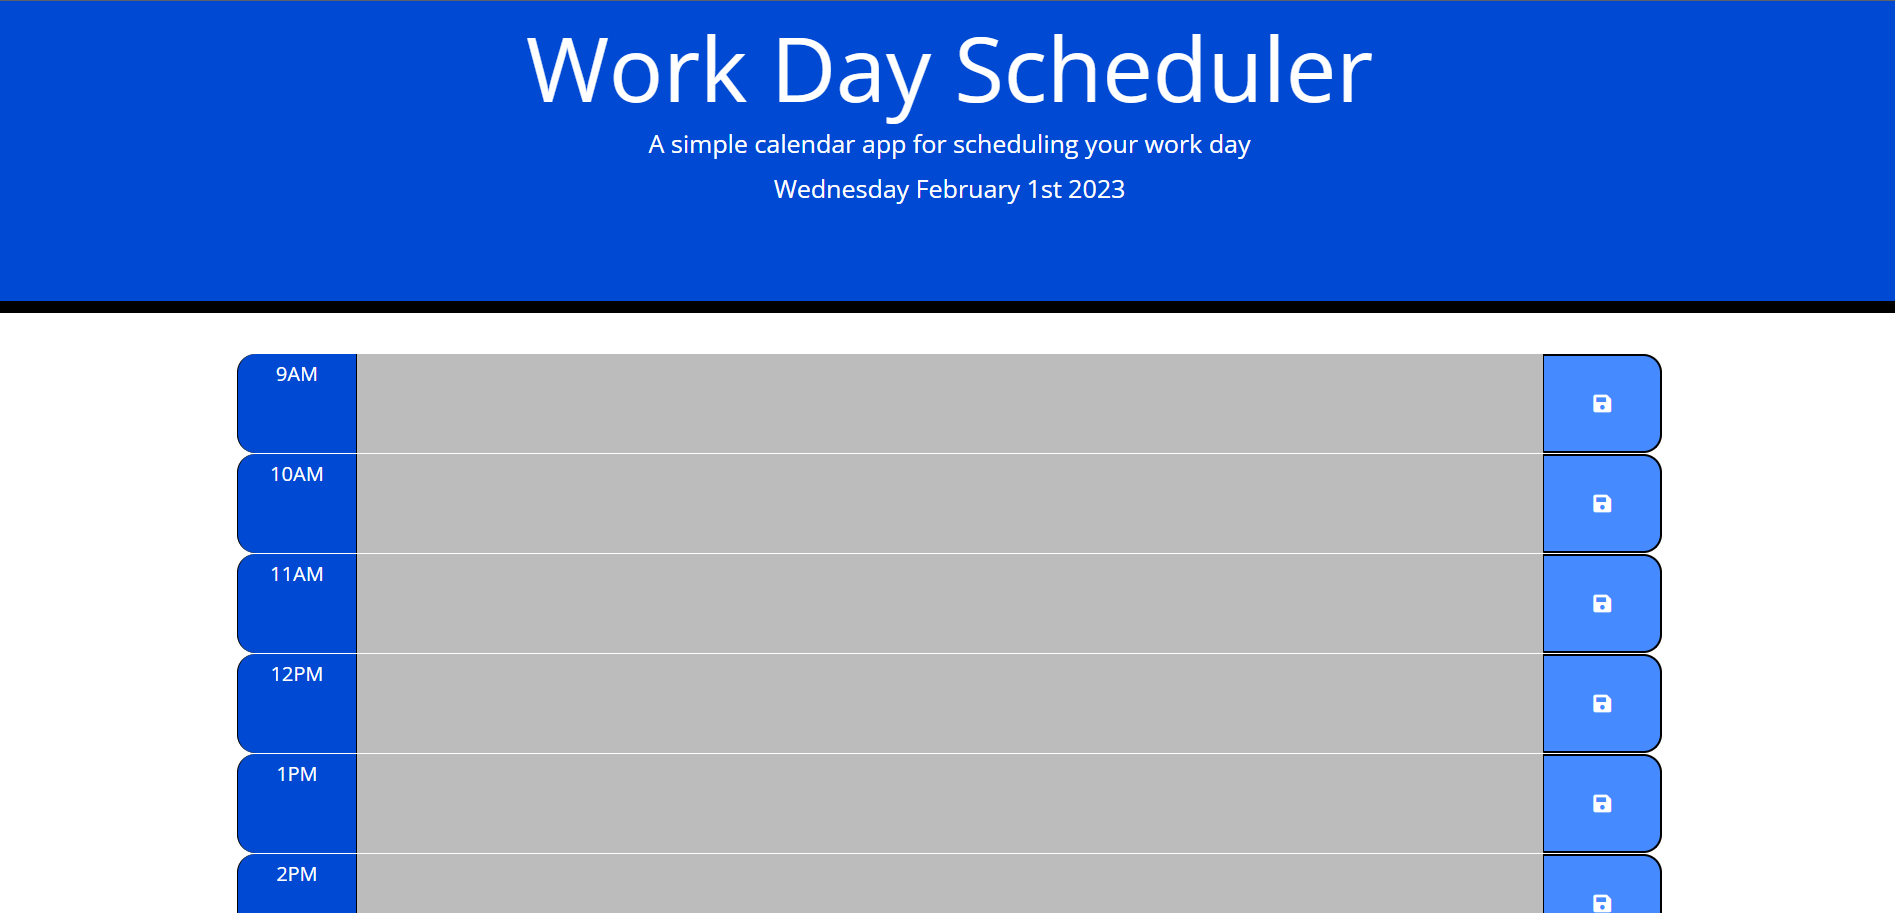 Work Day Scheduler
A simple calendar app for scheduling your work day
Wednesday February 1st 2023
9AM
10AM
11AM
12PM
1PM
2PM